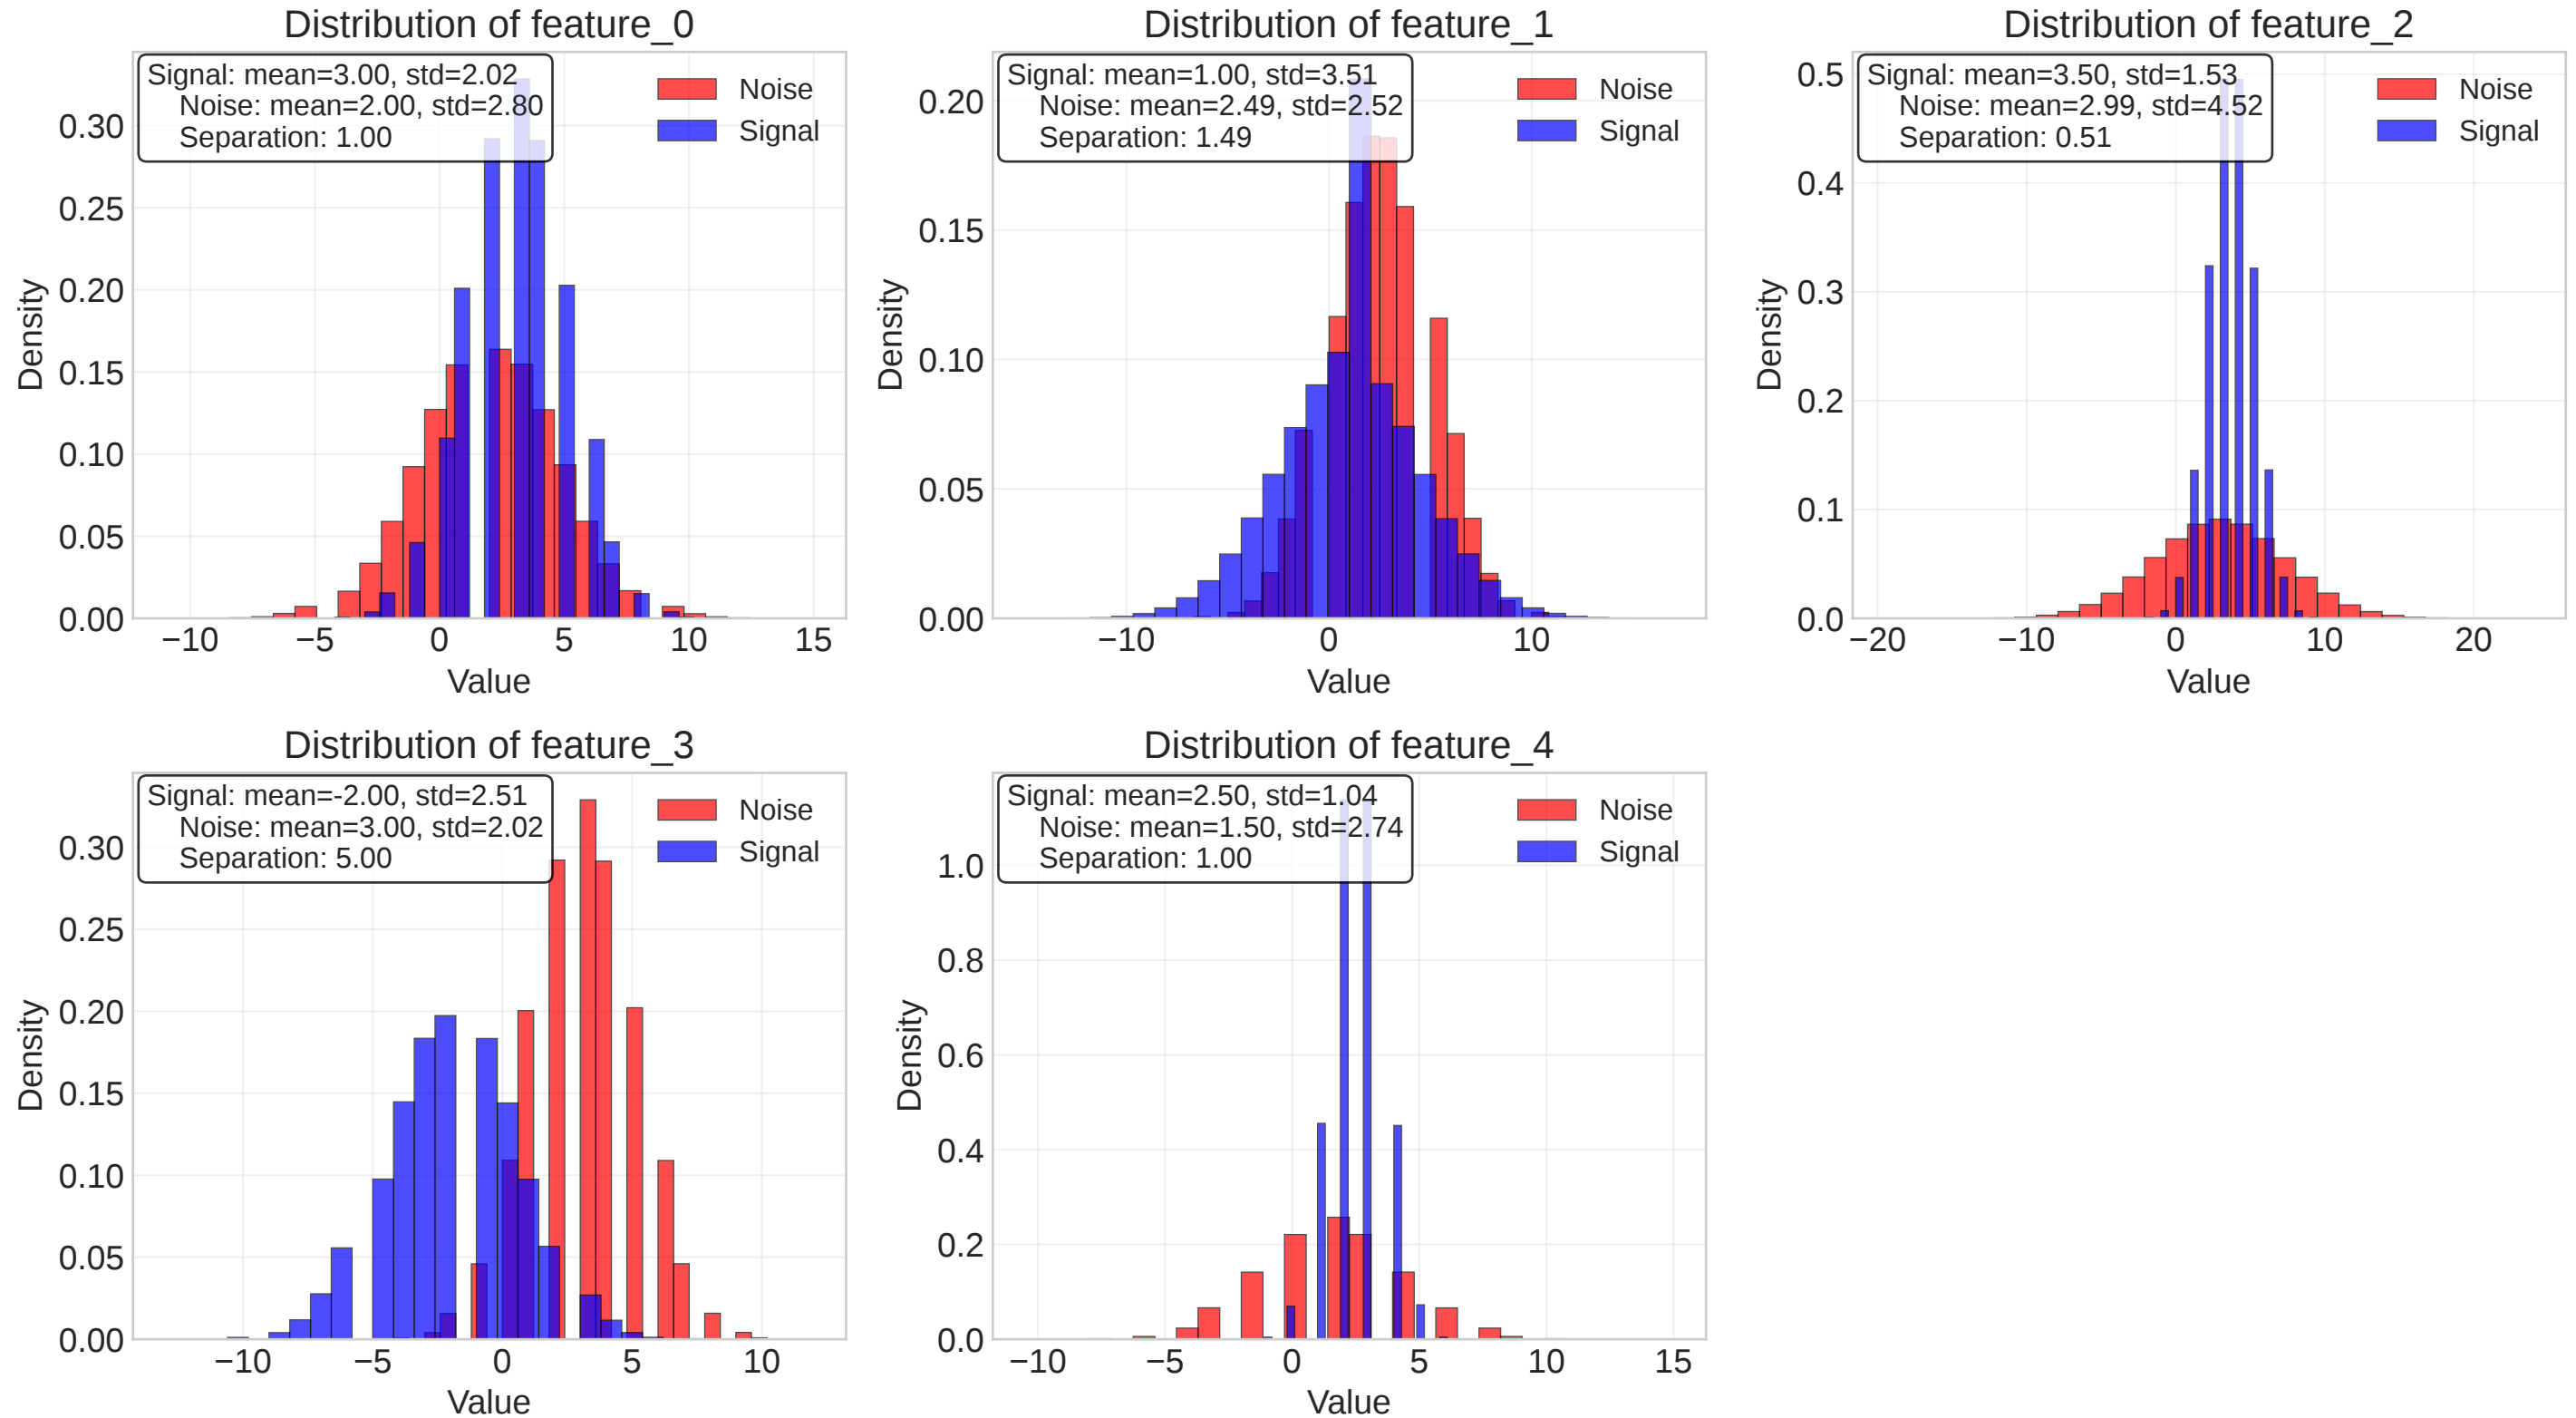 Distribution of feature_0
Signal: mean=3.00, std=2.02
Noise: mean=2.00, std=2.80
Separation: 1.00
Noise
Signal
0.30
0.25
0.20
0.15
0.10
0.05
0.00
Density
−10 −5 0 5 10 15
Value
Distribution of feature_1
Signal: mean=1.00, std=3.51
Noise: mean=2.49, std=2.52
Separation: 1.49
Noise
Signal
0.20
0.15
0.10
0.05
0.00
Density
−10 0 10
Value
Distribution of feature_2
Signal: mean=3.50, std=1.53
Noise: mean=2.99, std=4.52
Separation: 0.51
Noise
Signal
0.5
0.4
0.3
0.2
0.1
0.0
Density
−20 −10 0 10 20
Value
Distribution of feature_3
Signal: mean=-2.00, std=2.51
Noise: mean=3.00, std=2.02
Separation: 5.00
Noise
Signal
0.30
0.25
0.20
0.15
0.10
0.05
0.00
Density
−10 −5 0 5 10
Value
Distribution of feature_4
Signal: mean=2.50, std=1.04
Noise: mean=1.50, std=2.74
Separation: 1.00
Noise
Signal
1.0
0.8
0.6
0.4
0.2
0.0
Density
−10 −5 0 5 10 15
Value